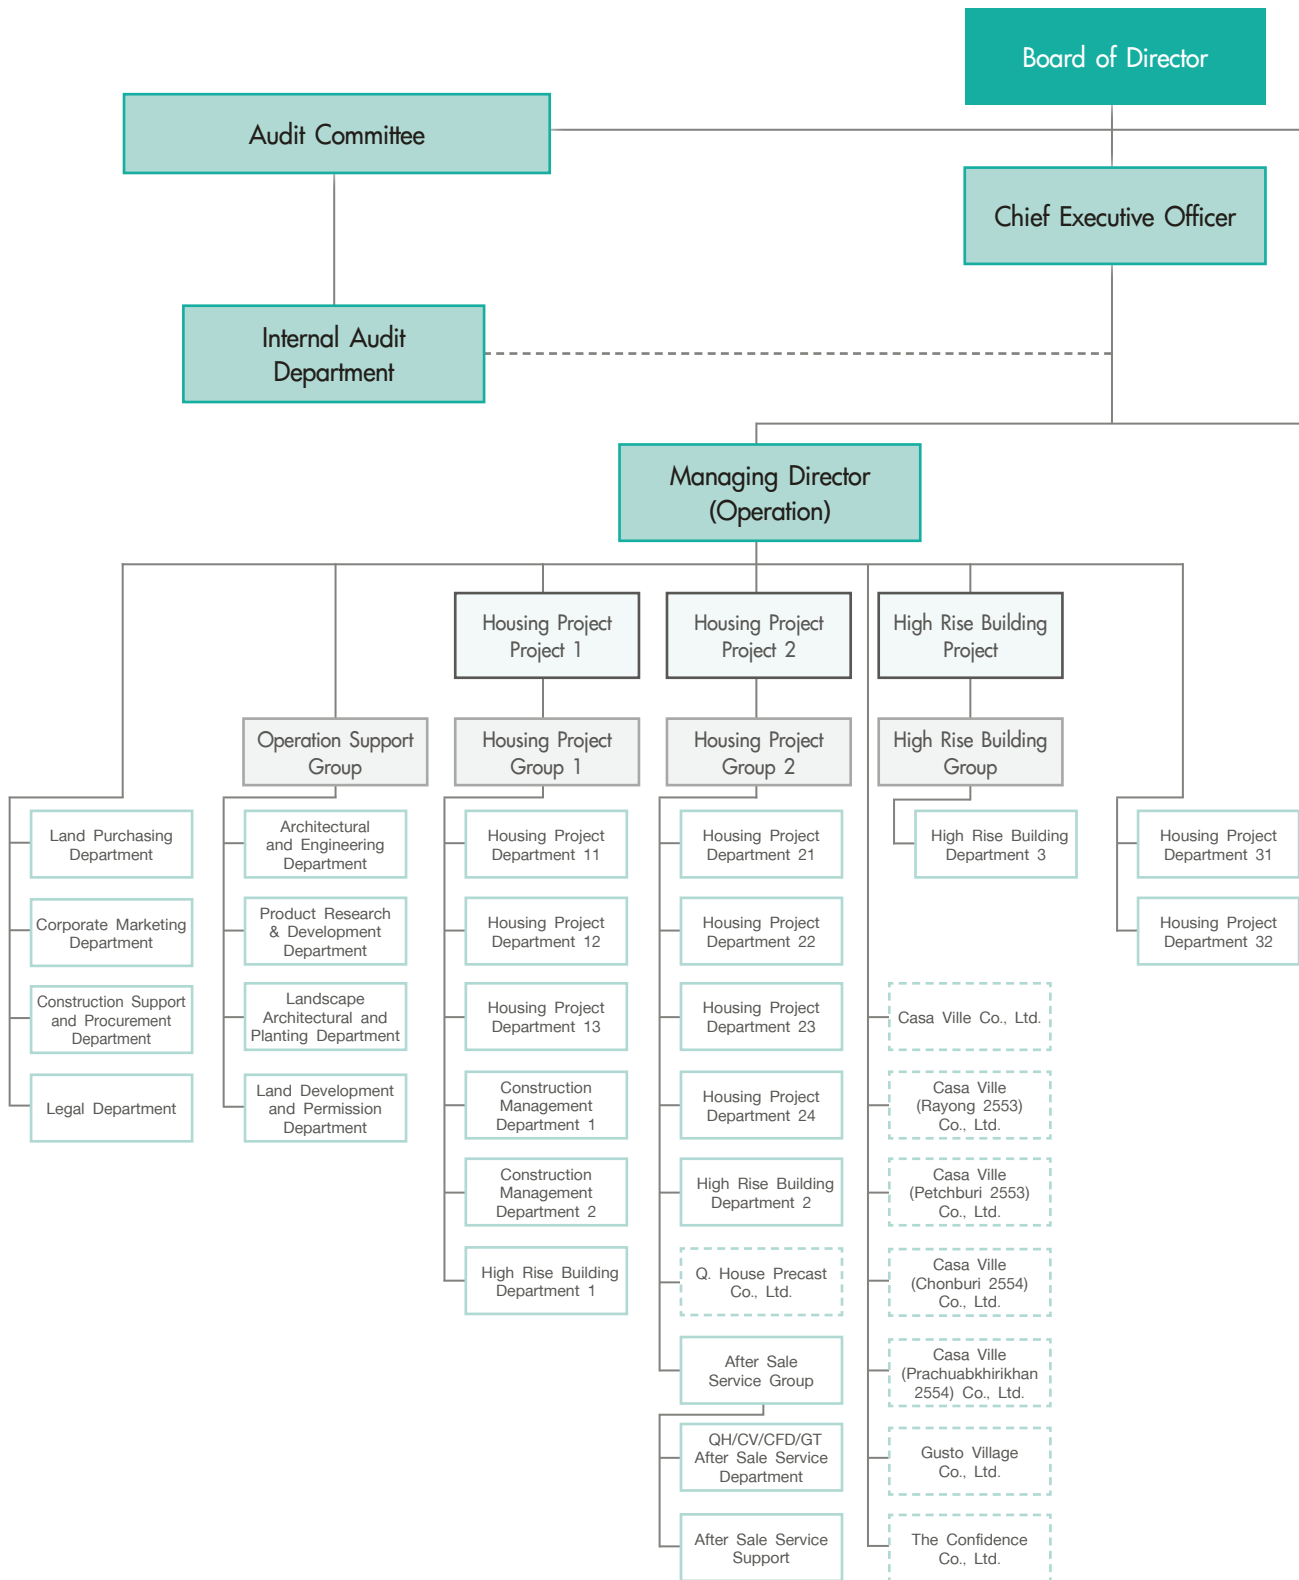 Board of Director
Audit Committee
Chief Executive Officer
Internal Audit
Department
Managing Director
(Operation)
Housing Project
Project 1
Housing Project
Project 2
High Rise Building
Project
Operation Support
Group
Housing Project
Group 1
Housing Project
Group 2
High Rise Building
Group
Land Purchasing
Department
Corporate Marketing
Department
Construction Support
and Procurement
Department
Legal Department
Architectural
and Engineering
Department
Product Research
& Development
Department
Landscape
Architectural and
Planting Department
Land Development
and Permission
Department
Housing Project
Department 11
Housing Project
Department 12
Housing Project
Department 13
Construction
Management
Department 1
Construction
Management
Department 2
High Rise Building
Department 1
Housing Project
Department 21
Housing Project
Department 22
Housing Project
Department 23
Housing Project
Department 24
High Rise Building
Department 2
Q. House Precast
Co., Ltd.
After Sale
Service Group
QH/CV/CFD/GT
After Sale Service
Department
After Sale Service
Support
High Rise Building
Department 3
Casa Ville Co., Ltd.
Casa Ville
(Rayong 2553)
Co., Ltd.
Casa Ville
(Petchburi 2553)
Co., Ltd.
Casa Ville
(Chonburi 2554)
Co., Ltd.
Casa Ville
(Prachuabkhirikhan
2554) Co., Ltd.
Gusto Village
Co., Ltd.
The Confidence
Co., Ltd.
Housing Project
Department 31
Housing Project
Department 32